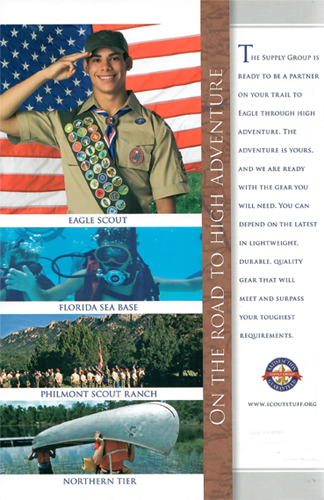 EAGLE SCOUT
FLORIDA SEA BASE
PHILMONT SCOUT RANCH
NORTHERN TIER
ON THE ROAD TO HIGH ADVENTURE
THE SUPPLY GROUP IS
READY TO BE A PARTNER
ON YOUR TRAIL TO
EAGLE THROUGH HIGH
ADVENTURE. THE
ADVENTURE IS YOURS,
AND WE ARE READY
WITH THE GEAR YOU
WILL NEED. YOU CAN
DEPEND ON THE LATEST
IN LIGHTWEIGHT,
DURABLE, QUALITY
GEAR THAT WILL
MEET AND SURPASS
YOUR TOUGHEST
REQUIREMENTS.
SATISFACTION
GUARANTEED
WWW.SCOUTSTUFF.ORG